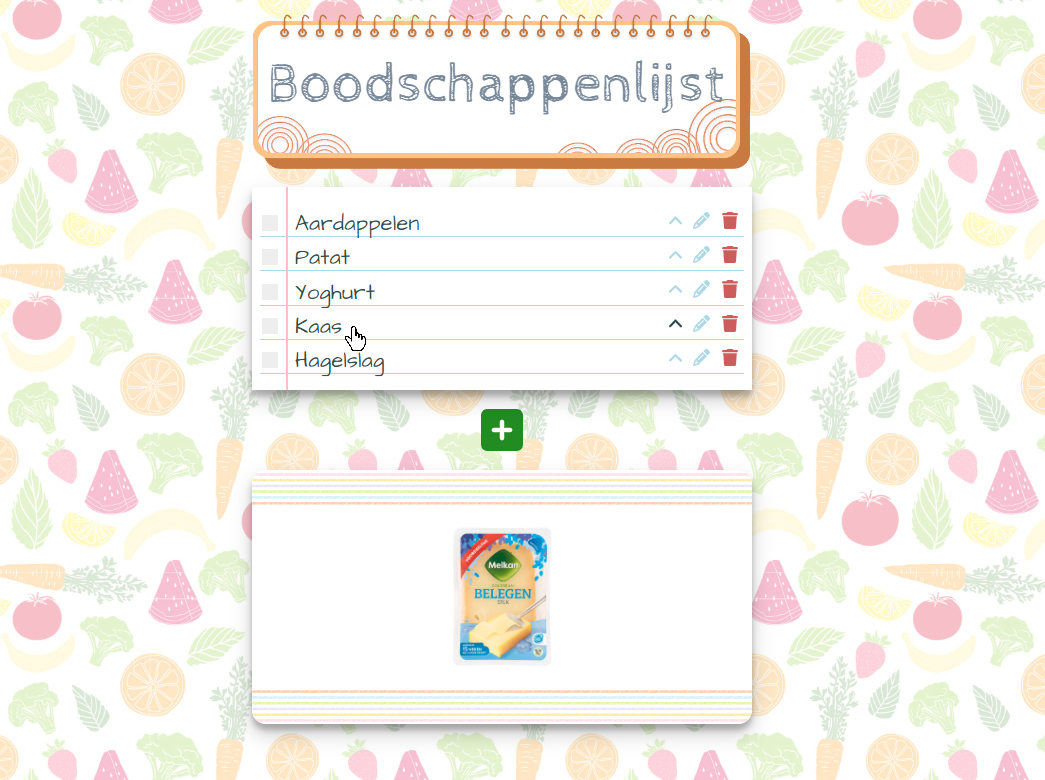 Boodschappenlijst
Aardappelen
Patat
Yoghurt
Kaas
Hagelslag
Melkan
BELEGEN